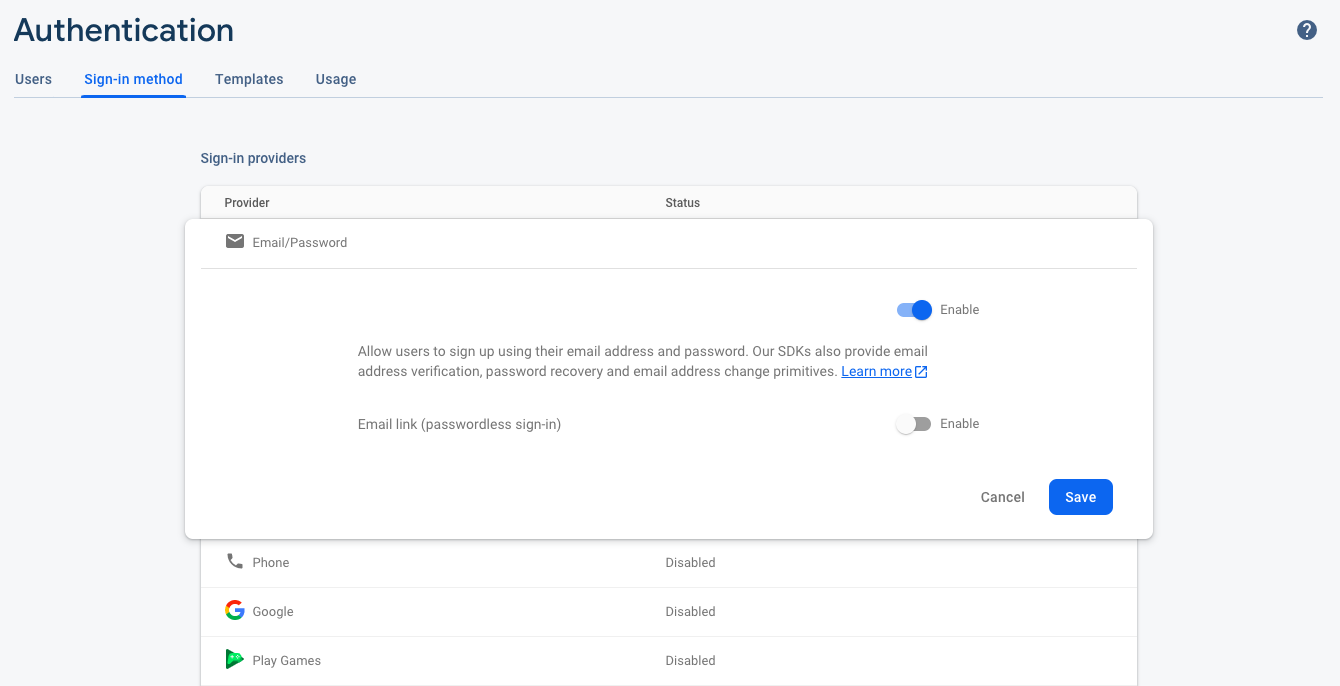 Authentication
?
Users Sign-in method Templates Usage
Sign-in providers
Provider Status
Email/Password
Enable
Allow users to sign up using their email address and password. Our SDKs also provide email
address verification, password recovery and email address change primitives. Learn more
Email link (passwordless sign-in) Enable
Cancel Save
Phone Disabled
Google Disabled
Play Games Disabled